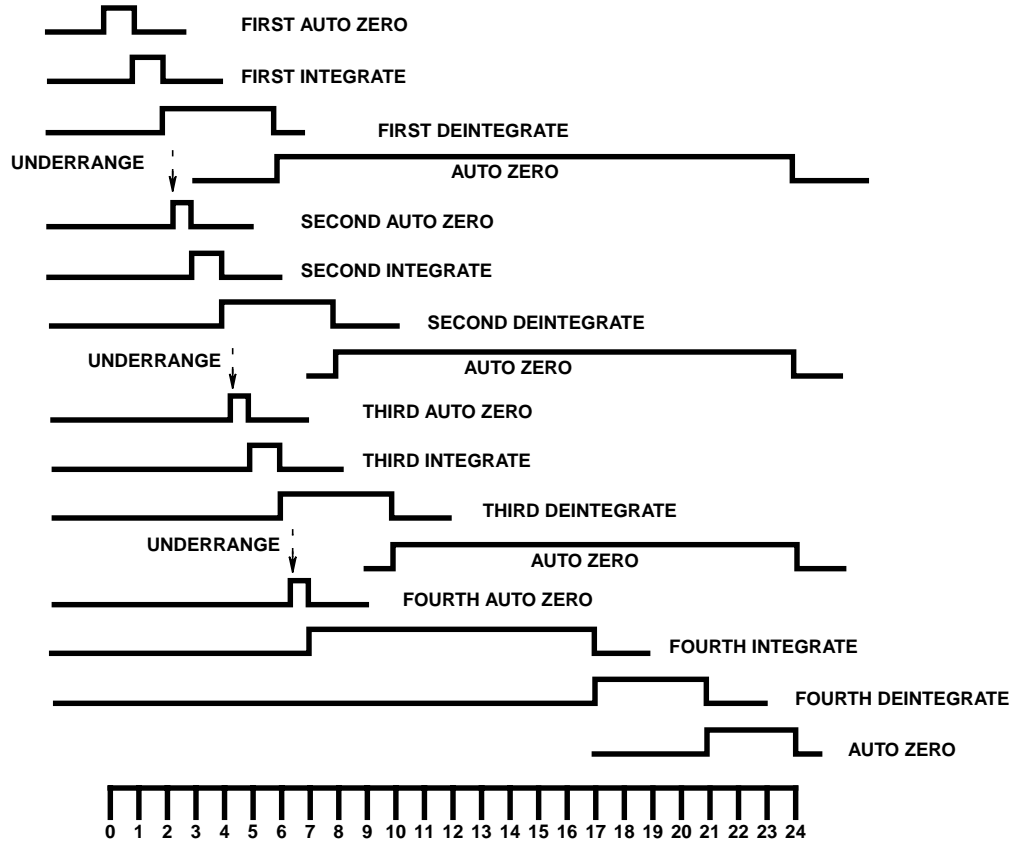 FIRST AUTO ZERO
FIRST INTEGRATE
FIRST DEINTEGRATE
UNDERRANGE
AUTO ZERO
SECOND AUTO ZERO
SECOND INTEGRATE
SECOND DEINTEGRATE
UNDERRANGE
AUTO ZERO
THIRD AUTO ZERO
THIRD INTEGRATE
THIRD DEINTEGRATE
UNDERRANGE
AUTO ZERO
FOURTH AUTO ZERO
FOURTH INTEGRATE
FOURTH DEINTEGRATE
AUTO ZERO
0 1 2 3 4 5 6 7 8 9 10 11 12 13 14 15 16 17 18 19 20 21 22 23 24